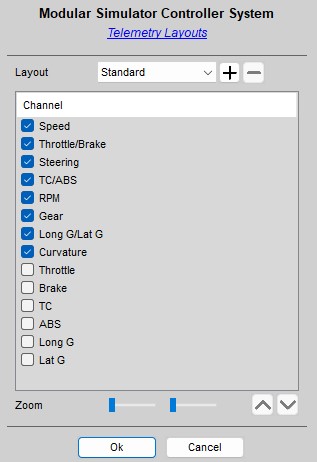 Modular Simulator Controller System
Telemetry Layouts
Layout Standard
Channel
Speed
Throttle/Brake
Steering
TC/ABS
RPM
Gear
Long G/Lat G
Curvature
Throttle
Brake
TC
ABS
Long G
Lat G
Zoom
Ok Cancel